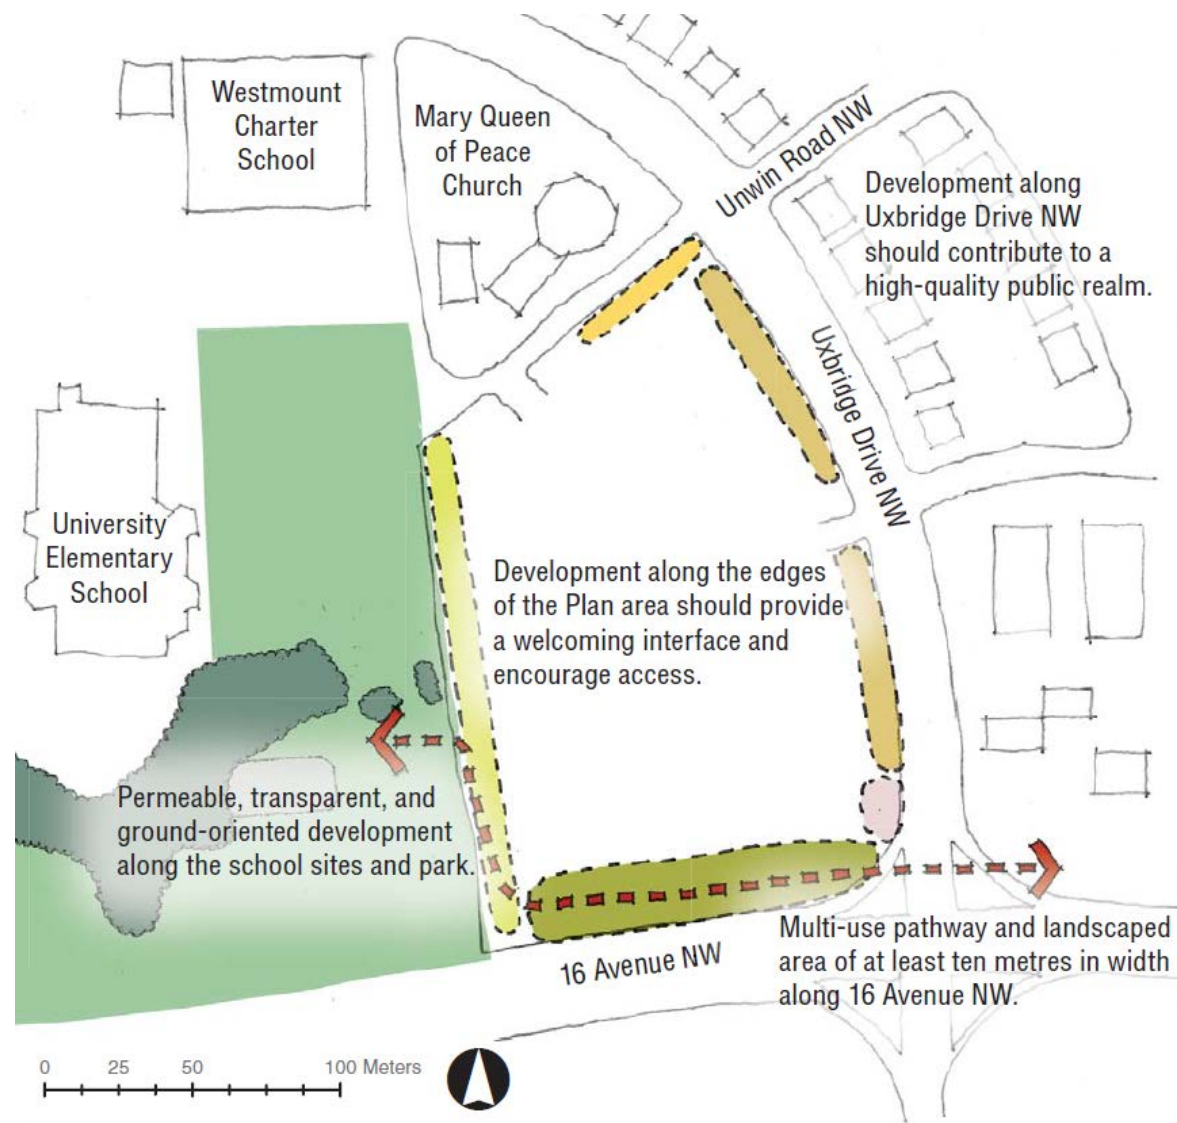 Westmount
Charter
School
Mary Queen
of Peace
Church
Unwin Road NW
Development along
Uxbridge Drive NW
should contribute to a
high-quality public realm.
Uxbridge Drive NW
University
Elementary
School
Development along the edges
of the Plan area should provide
a welcoming interface and
encourage access.
Permeable, transparent, and
ground-oriented development
along the school sites and park.
Multi-use pathway and landscaped
area of at least ten metres in width
along 16 Avenue NW.
16 Avenue NW
0 25 50 100 Meters